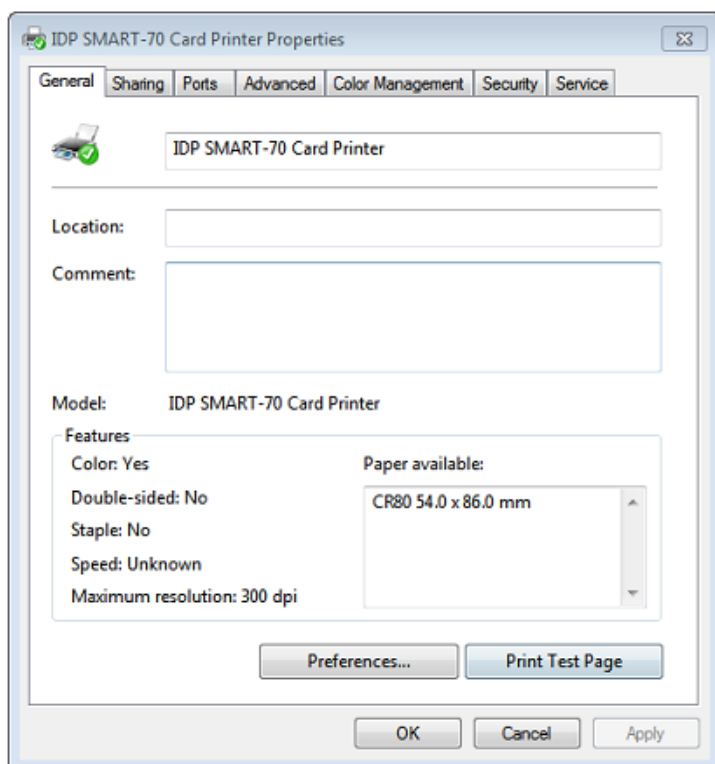 IDP SMART-70 Card Printer Properties
General Sharing Ports Advanced Color Management Security Service
IDP SMART-70 Card Printer
Location:
Comment:
Model: IDP SMART-70 Card Printer
Features
Color: Yes
Paper available:
Double-sided: No
CR80 54.0 x 86.0 mm
Staple: No
Speed: Unknown
Maximum resolution: 300 dpi
Preferences... Print Test Page
OK Cancel Apply